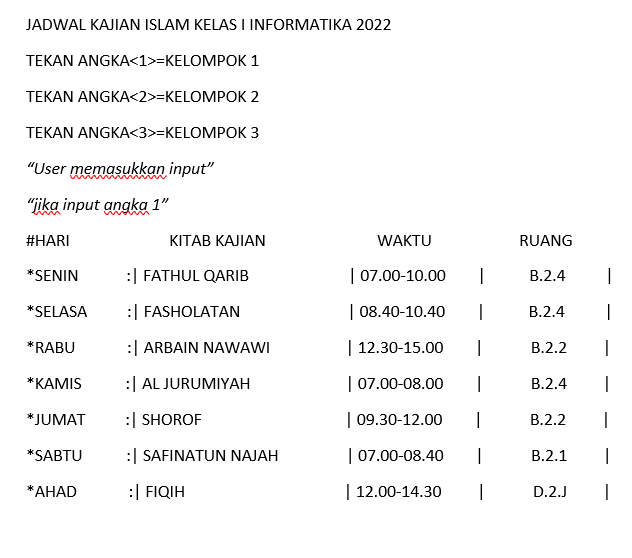 JADWAL KAJIAN ISLAM KELAS I INFORMATIKA 2022
TEKAN ANGKA<1>=KELOMPOK 1
TEKAN ANGKA<2>=KELOMPOK 2
TEKAN ANGKA<3>=KELOMPOK 3
“User memasukkan input”
“jika input angka 1”
#HARI KITAB KAJIAN WAKTU RUANG
*SENIN :| FATHUL QARIB | 07.00-10.00 | B.2.4 |
*SELASA :| FASHOLATAN | 08.40-10.40 | B.2.4 |
*RABU :| ARBAIN NAWAWI | 12.30-15.00 | B.2.2 |
*KAMIS :| AL JURUMIYAH | 07.00-08.00 | B.2.4 |
*JUMAT :| SHOROF | 09.30-12.00 | B.2.2 |
*SABTU :| SAFINATUN NAJAH | 07.00-08.40 | B.2.1 |
*AHAD :| FIQIH | 12.00-14.30 | D.2.J |